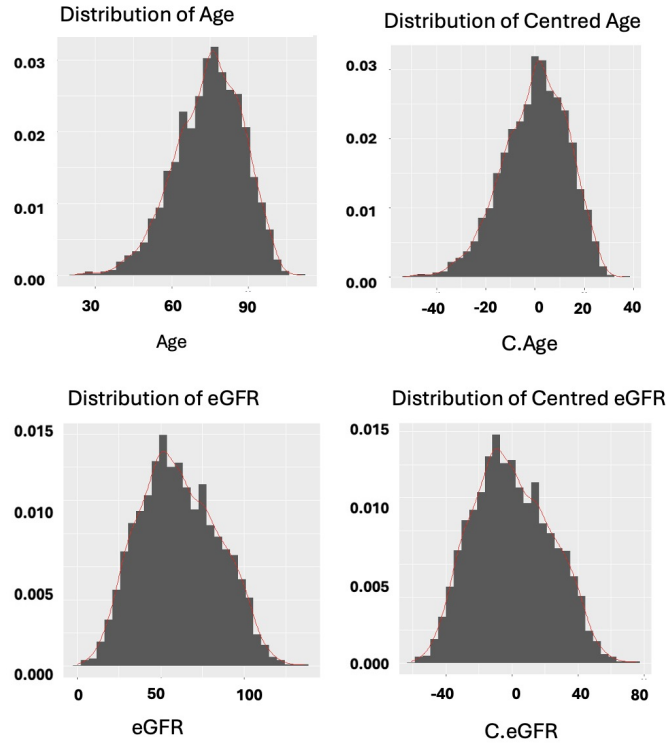 Distribution of Age
0.03
0.02
0.01
0.00
30 60 90
Age
Distribution of Centred Age
0.03
0.02
0.01
0.00
-40 -20 0 20 40
C.Age
Distribution of eGFR
0.015
0.010
0.005
0.000
0 50 100
eGFR
Distribution of Centred eGFR
0.015
0.010
0.005
0.000
-40 0 40 80
C.eGFR